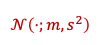 𝒩(·; m, s²)